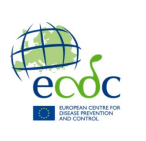 ecdc
EUROPEAN CENTRE FOR
DISEASE PREVENTION
AND CONTROL